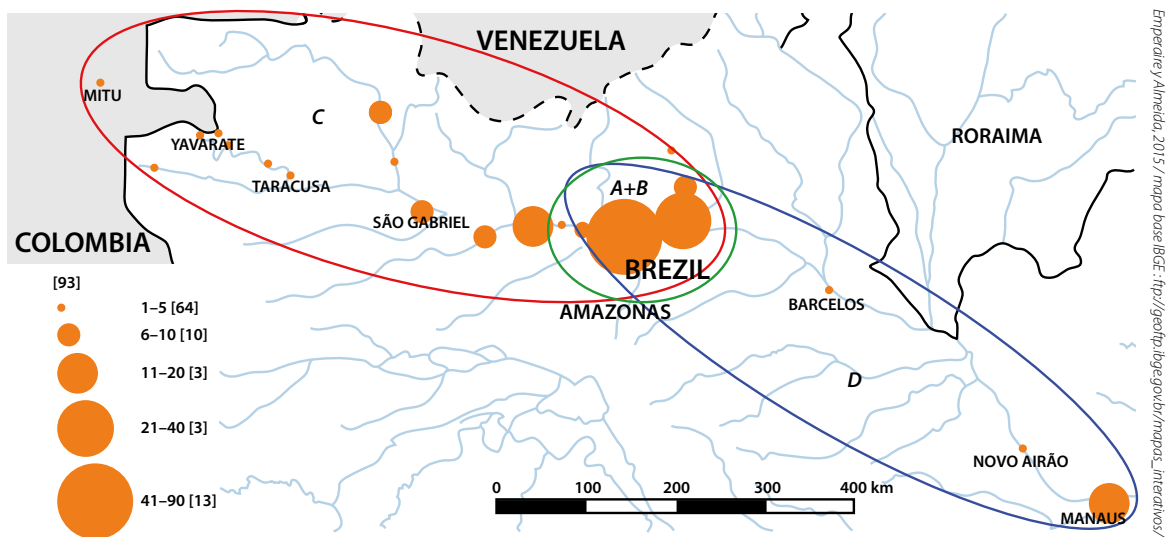 VENEZUELA
MITU
C
YAVARATE
RORAIMA
TARACUSA
A+B
SÃO GABRIEL
COLOMBIA
BREZIL
AMAZONAS
BARCELOS
[93]
1–5 [64]
6–10 [10]
11–20 [3]
21–40 [3]
41–90 [13]
D
NOVO AIRÃO
MANAUS
0 100 200 300 400 km
Emperaire y Almeida, 2015 / mapa base IBGE : ftp://geoftp.ibge.gov.br/mapas_interativos/